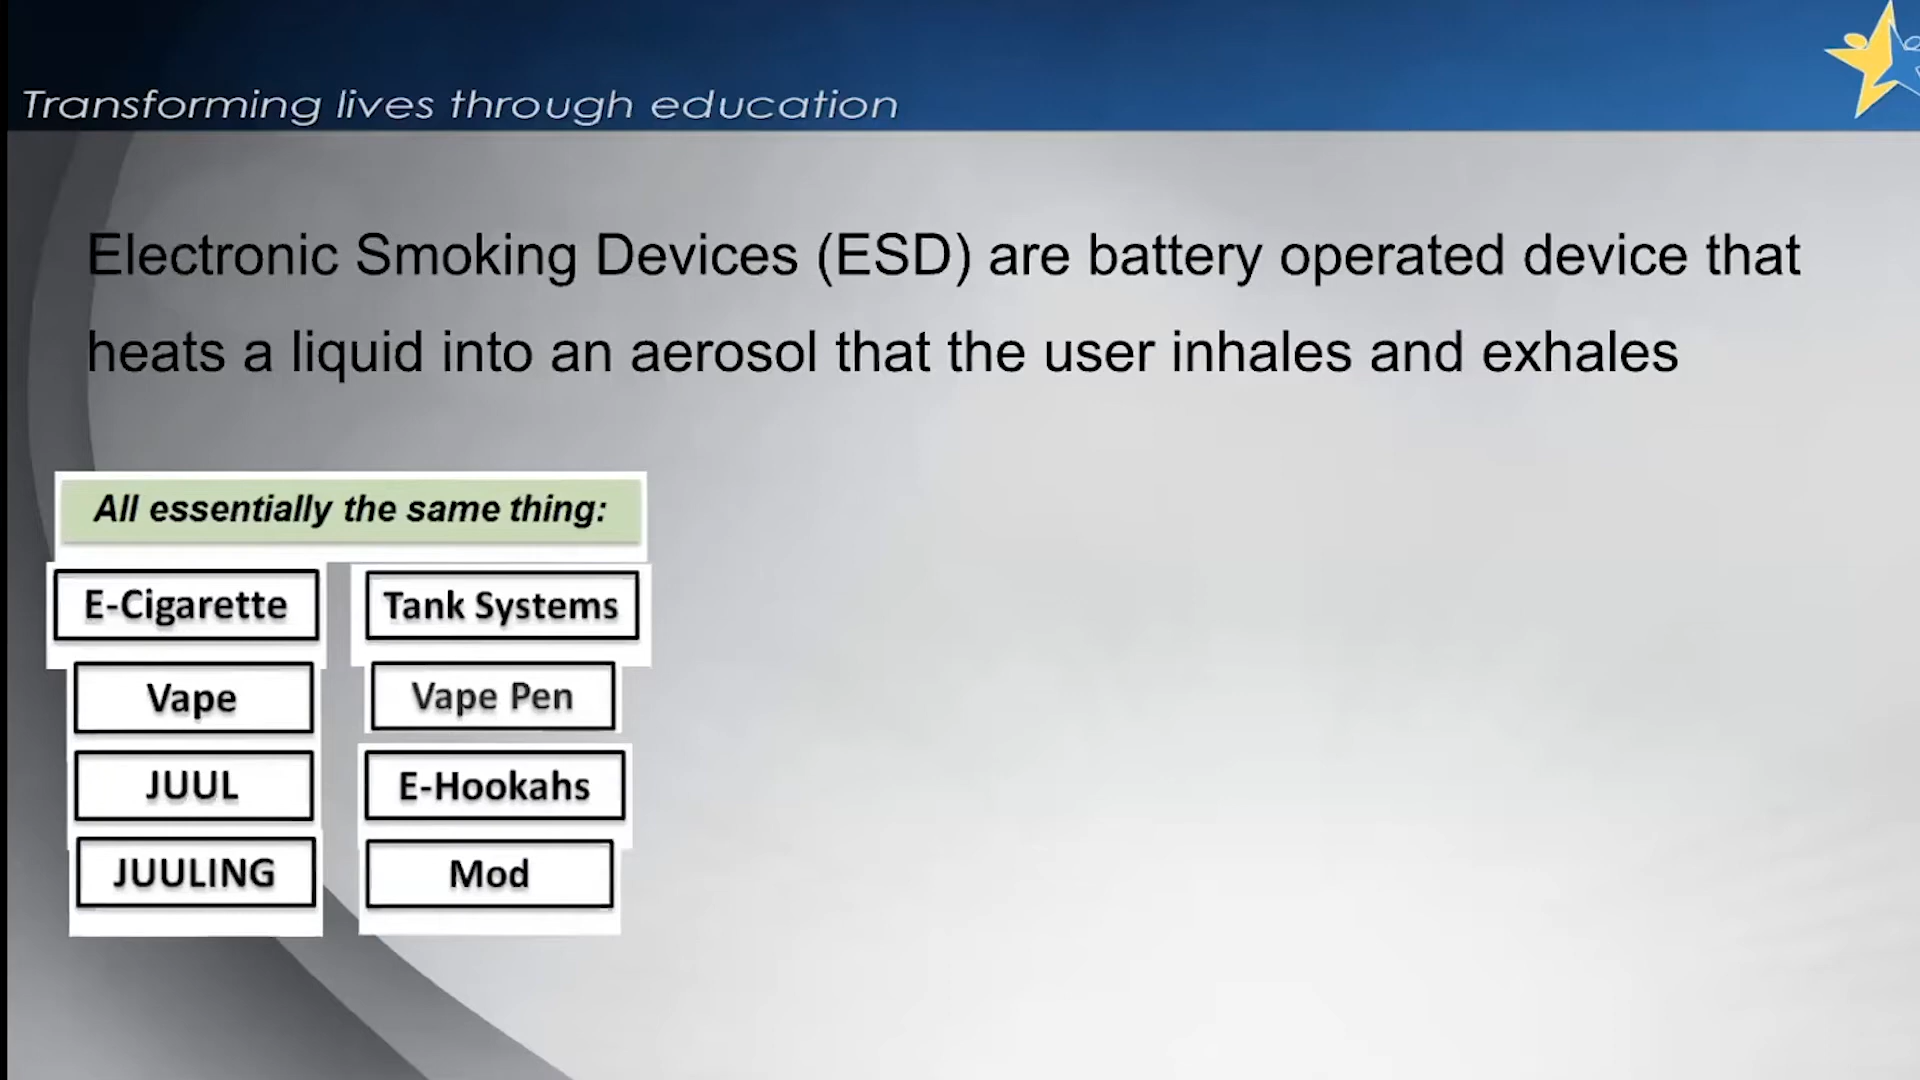 Transforming lives through education
Electronic Smoking Devices (ESD) are battery operated device that
heats a liquid into an aerosol that the user inhales and exhales
All essentially the same thing:
E-Cigarette
Tank Systems
Vape
Vape Pen
JUUL
E-Hookahs
JUULING
Mod